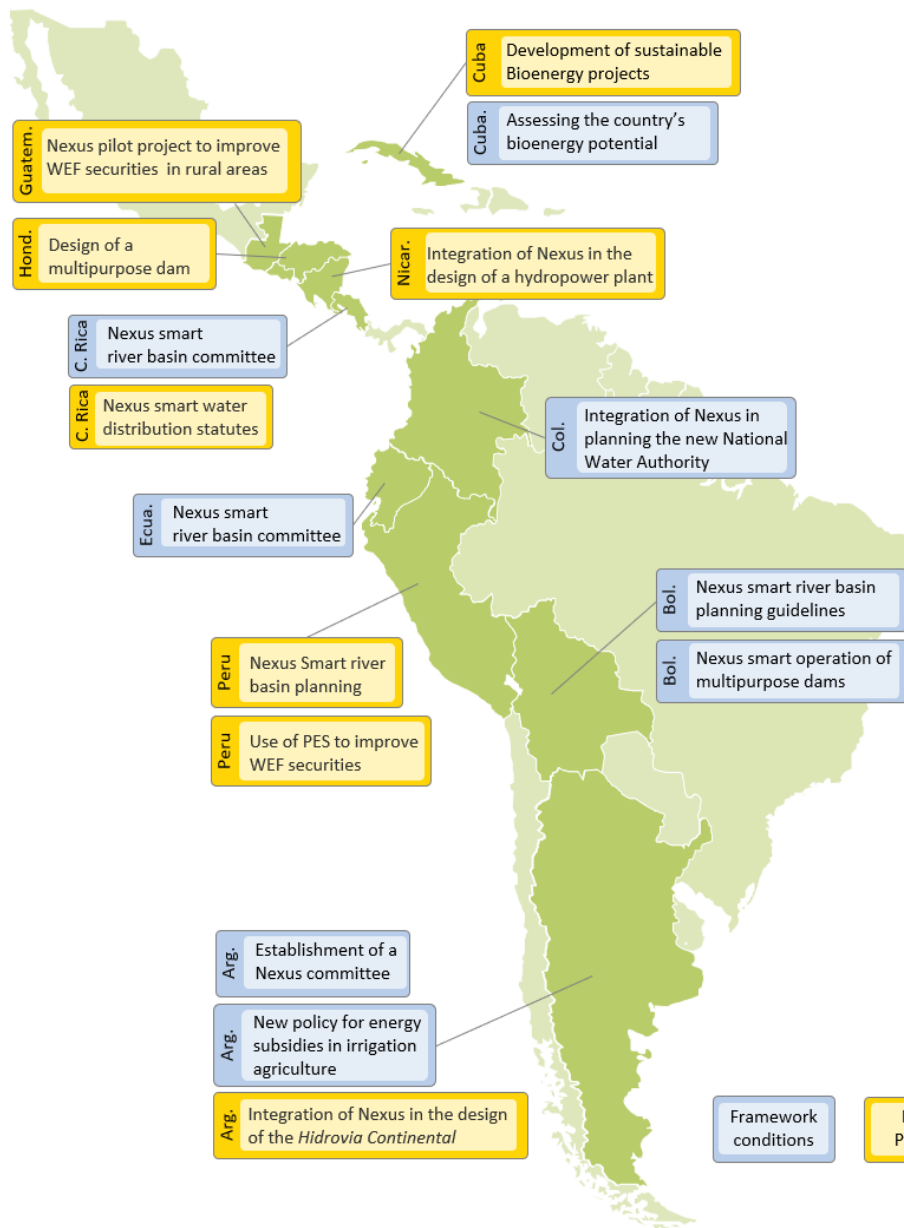 Cuba
Development of sustainable
Bioenergy projects
Cuba.
Assessing the country's
bioenergy potential
Guatem.
Nexus pilot project to improve
WEF securities in rural areas
Hond.
Design of a
multipurpose dam
Nicar.
Integration of Nexus in the
design of a hydropower plant
C. Rica
Nexus smart
river basin committee
C. Rica
Nexus smart water
distribution statutes
Col.
Integration of Nexus in
planning the new National
Water Authority
Ecua.
Nexus smart
river basin committee
Bol.
Nexus smart river basin
planning guidelines
Bol.
Nexus smart operation of
multipurpose dams
Peru
Nexus Smart river
basin planning
Peru
Use of PES to improve
WEF securities
Arg.
Establishment of a
Nexus committee
Arg.
New policy for energy
subsidies in irrigation
agriculture
Arg.
Integration of Nexus in the design
of the Hidrovia Continental
Framework
conditions